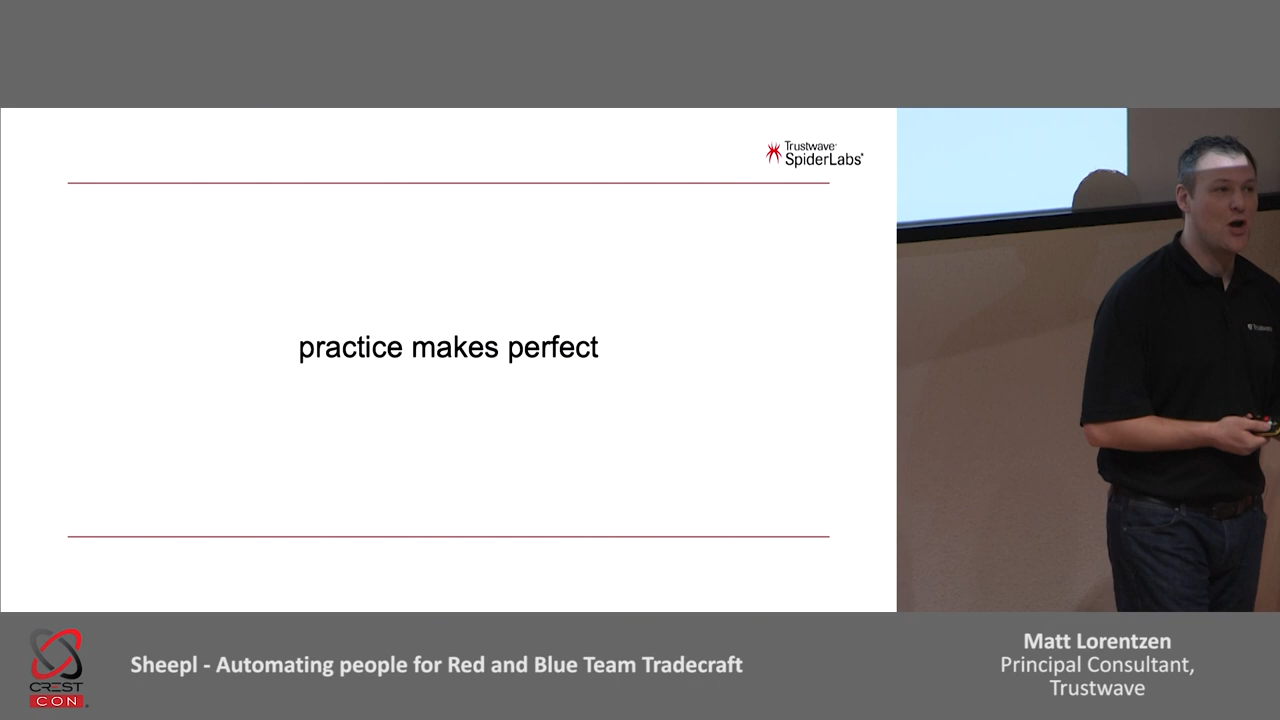 Trustwave
SpiderLabs
practice makes perfect
CREST
CON
Sheepl - Automating people for Red and Blue Team Tradecraft
Matt Lorentzen
Principal Consultant,
Trustwave